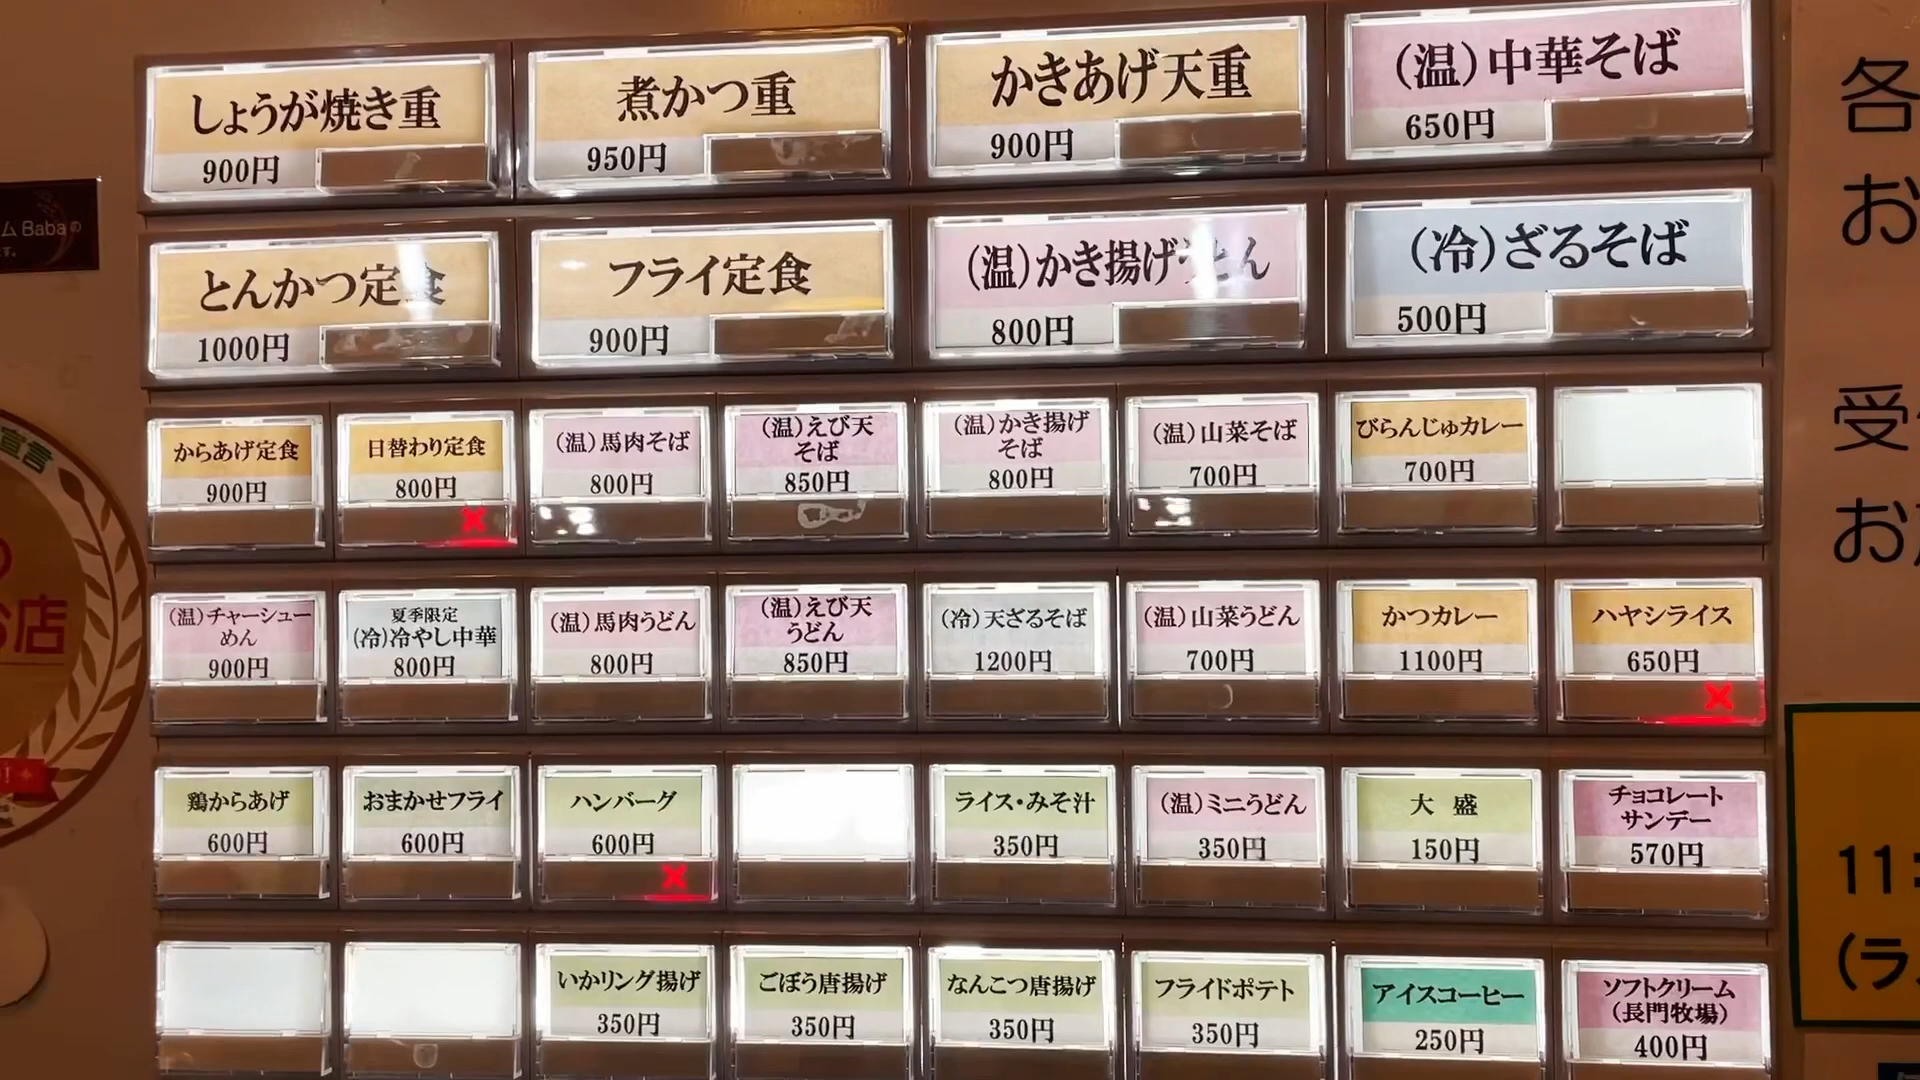 しょうが焼き重
900円
煮かつ重
950円
かきあげ天重
900円
(温)中華そば
650円
とんかつ定食
1000円
フライ定食
900円
(温)かき揚げうどん
800円
(冷)ざるそば
500円
からあげ定食
900円
日替わり定食
800円
(温)馬肉そば
800円
(温)えび天
そば
850円
(温)かき揚げ
そば
800円
(温)山菜そば
700円
びらんじゅカレー
700円
(温)チャーシュー
めん
900円
夏季限定
(冷)冷やし中華
800円
(温)馬肉うどん
800円
(温)えび天
うどん
850円
(冷)天ざるそば
1200円
(温)山菜うどん
700円
かつカレー
1100円
ハヤシライス
650円
鶏からあげ
600円
おまかせフライ
600円
ハンバーグ
600円
ライス・みそ汁
350円
(温)ミニうどん
350円
大 盛
150円
チョコレート
サンデー
570円
いかリング揚げ
350円
ごぼう唐揚げ
350円
なんこつ唐揚げ
350円
フライドポテト
350円
アイスコーヒー
250円
ソフトクリーム
(長門牧場)
400円
ム Babaの
ます。
宣言
お店
各
お
受
お
11:
(ラ